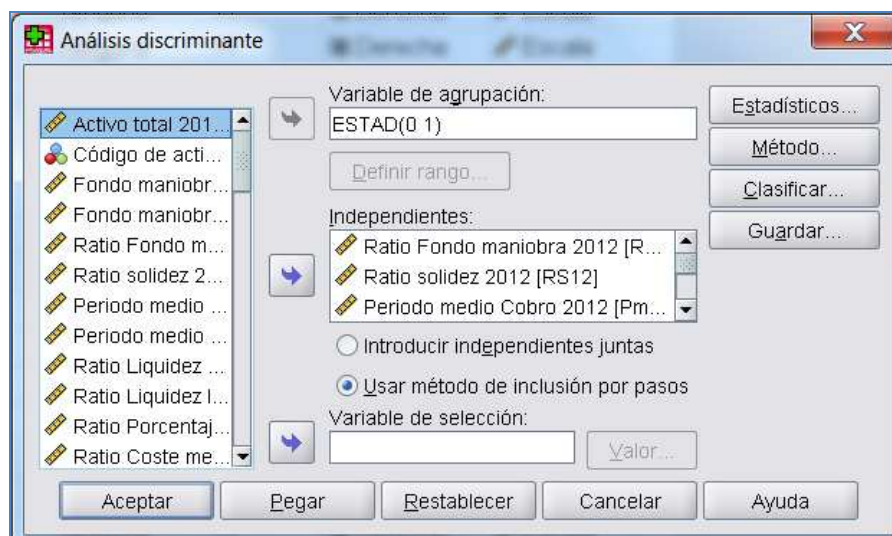 Análisis discriminante
Activo total 201...
Código de acti...
Fondo maniobr...
Fondo maniobr...
Ratio Fondo m...
Ratio solidez 2...
Periodo medio ...
Periodo medio ...
Ratio Liquidez ...
Ratio Liquidez I...
Ratio Porcentaj...
Ratio Coste me...
Variable de agrupación:
ESTAD(0 1)
Definir rango...
Independientes:
Ratio Fondo maniobra 2012 [R...
Ratio solidez 2012 [RS12]
Periodo medio Cobro 2012 [Pm...
Introducir independientes juntas
Usar método de inclusión por pasos
Variable de selección:
Valor...
Estadísticos...
Método...
Clasificar...
Guardar...
Aceptar
Pegar
Restablecer
Cancelar
Ayuda